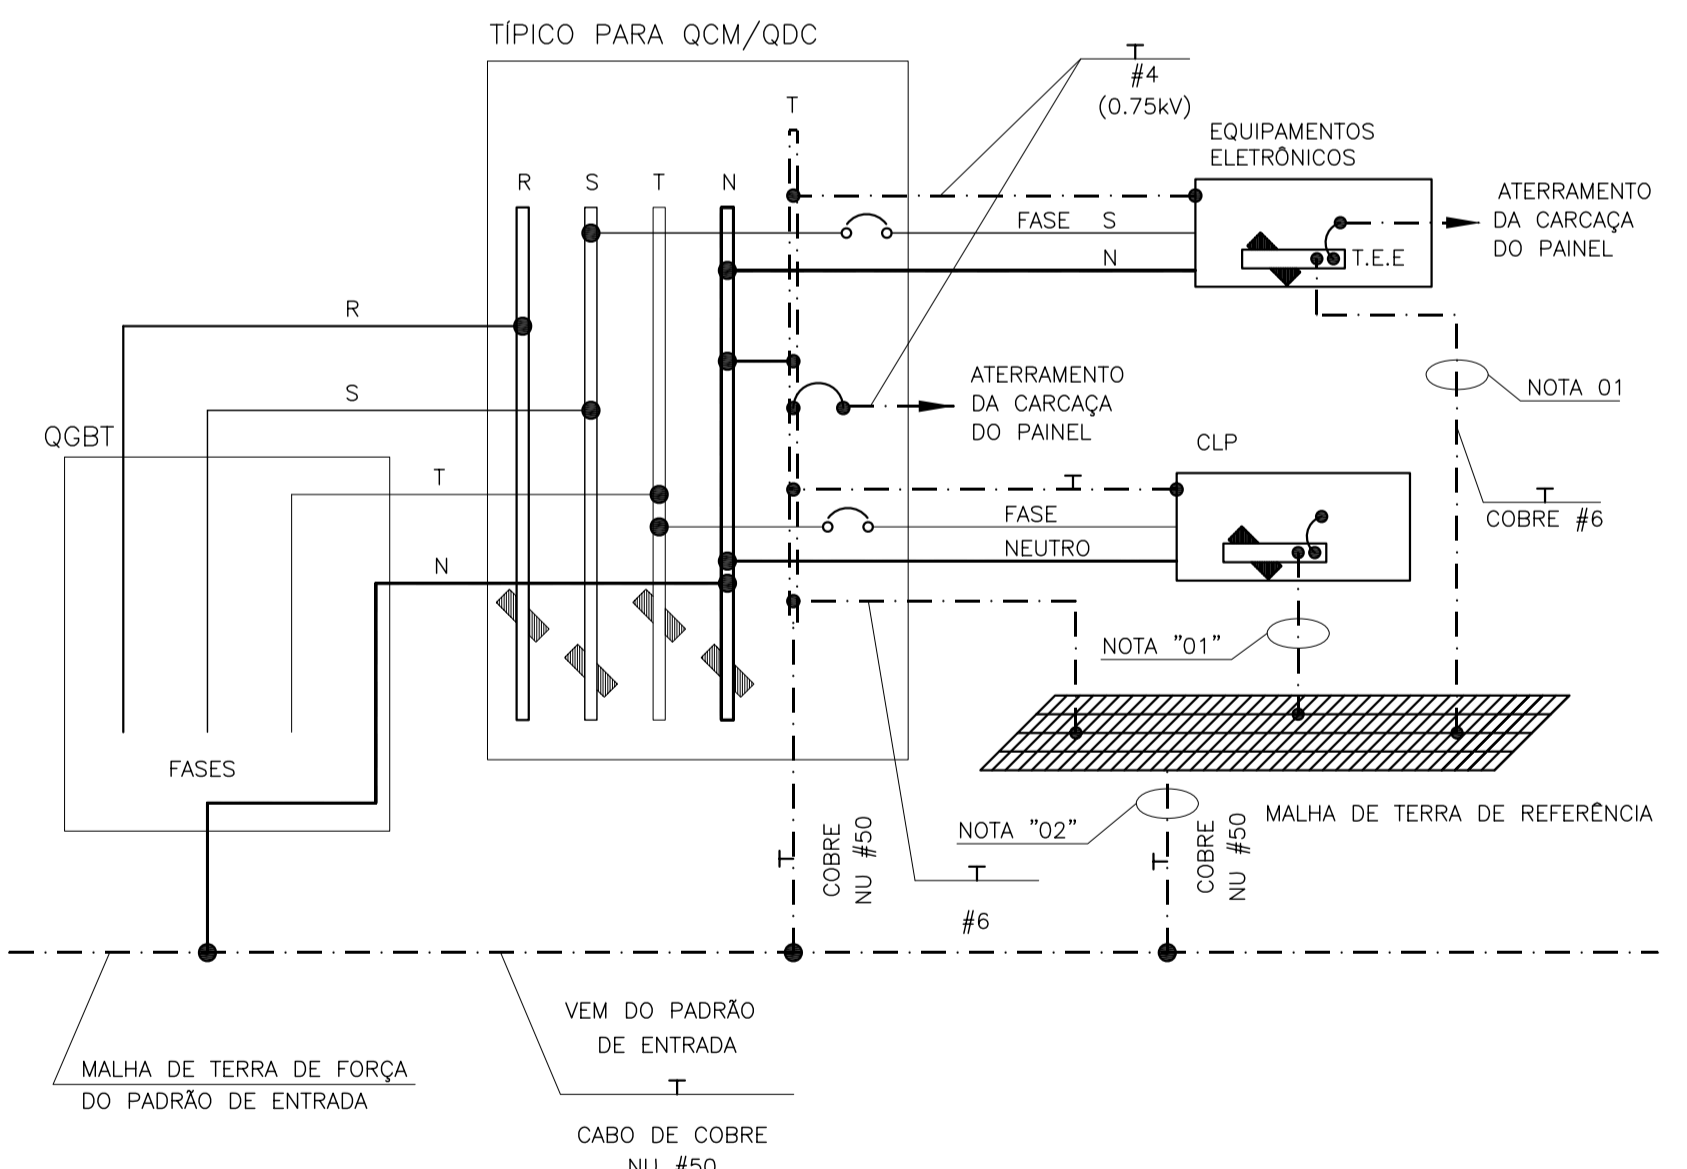 TÍPICO PARA QCM/QDC
T
#4
(0.75kV)
T
EQUIPAMENTOS
ELETRÔNICOS
R
S
T
N
FASE S
N
T.E.E
ATERRAMENTO
DA CARCAÇA
DO PAINEL
R
S
QGBT
T
N
ATERRAMENTO
DA CARCAÇA
DO PAINEL
NOTA 01
CLP
T
FASE
NEUTRO
T
COBRE #6
NOTA "01"
FASES
MALHA DE TERRA DE REFERÊNCIA
NOTA "02"
T
COBRE
NU #50
T
#6
T
COBRE
NU #50
VEM DO PADRÃO
DE ENTRADA
T
CABO DE COBRE
NU #50
MALHA DE TERRA DE FORÇA
DO PADRÃO DE ENTRADA